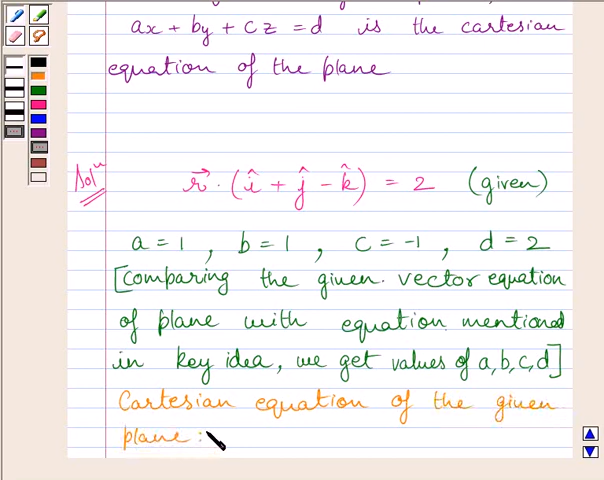 ax + by + cz = d is the cartesian
equation of the plane
Solⁿ r⃗ · (î + ĵ − k̂) = 2 (given)
a = 1 , b = 1 , c = −1 , d = 2
[Comparing the given vector equation
of plane with equation mentioned
in key idea, we get values of a, b, c, d]
Cartesian equation of the given
plane :